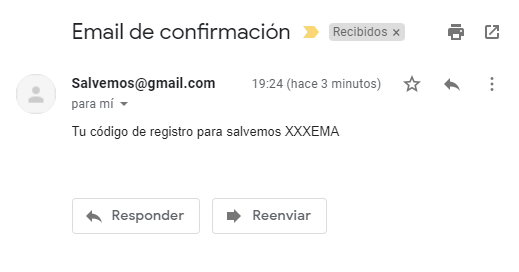 Email de confirmación
Recibidos ×
Salvemos@gmail.com
19:24 (hace 3 minutos)
para mí
Tu código de registro para salvemos XXXEMA
Responder
Reenviar